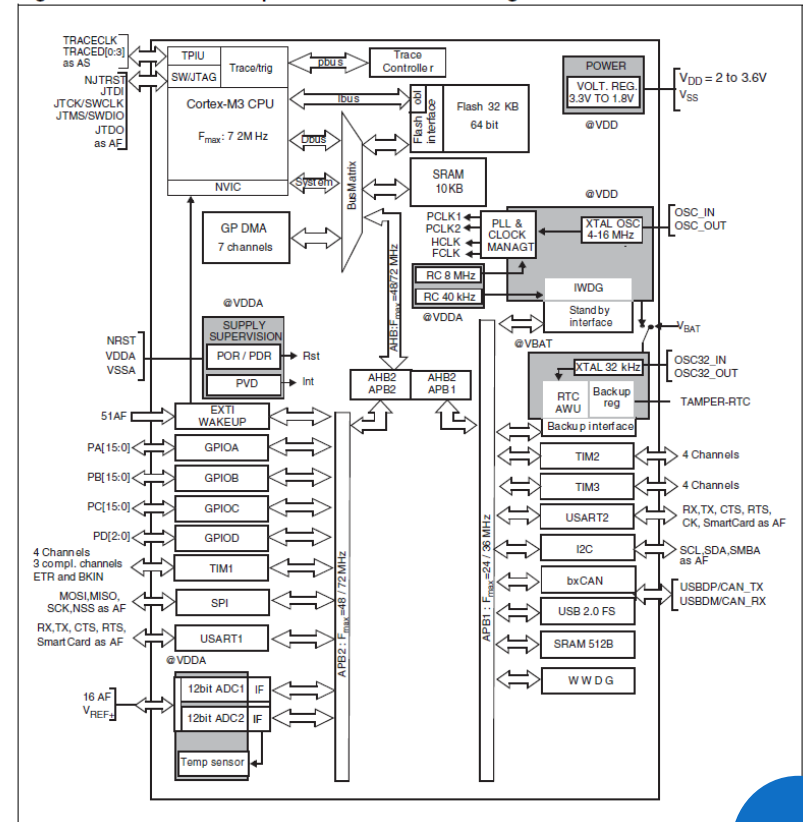 TRACECLK
TRACED[0:3]
as AS
NJTRST
JTDI
JTCK/SWCLK
JTMS/SWDIO
JTDO
as AF
TPIU
SW/JTAG
Trace/trig
Cortex-M3 CPU
Fmax: 7 2M Hz
NVIC
pbus
Trace
Controller
Ibus
Dbus
System
BusMatrix
Flash
interface
obl
Flash 32 KB
64 bit
SRAM
10KB
GP DMA
7 channels
POWER
VOLT. REG.
3.3V TO 1.8V
@VDD
VDD = 2 to 3.6V
VSS
@VDD
PCLK1
PCLK2
HCLK
FCLK
PLL &
CLOCK
MANAGT
XTAL OSC
4-16 MHz
OSC_IN
OSC_OUT
RC 8 MHz
RC 40 kHz
@VDDA
IWDG
Standby
interface
VBAT
@VBAT
XTAL 32 kHz
OSC32_IN
OSC32_OUT
RTC
AWU
Backup
reg
TAMPER-RTC
Backup interface
AHB:Fmax=48/72 MHz
AHB2
APB2
AHB2
APB1
@VDDA
SUPPLY
SUPERVISION
NRST
VDDA
VSSA
POR / PDR
Rst
PVD
Int
51AF
EXTI
WAKEUP
PA[15:0]
GPIOA
PB[15:0]
GPIOB
PC[15:0]
GPIOC
PD[2:0]
GPIOD
4 Channels
3 compl. channels
ETR and BKIN
TIM1
MOSI,MISO,
SCK,NSS as AF
SPI
RX,TX, CTS, RTS,
SmartCard as AF
USART1
@VDDA
16 AF
VREF+
12bit ADC1
IF
12bit ADC2
IF
Temp sensor
APB2 : Fmax=48 / 72 MHz
APB1 : Fmax=24 / 36 MHz
TIM2
4 Channels
TIM3
4 Channels
USART2
RX,TX, CTS, RTS,
CK, SmartCard as AF
I2C
SCL,SDA,SMBA
as AF
bxCAN
USBDP/CAN_TX
USBDM/CAN_RX
USB 2.0 FS
SRAM 512B
W W D G